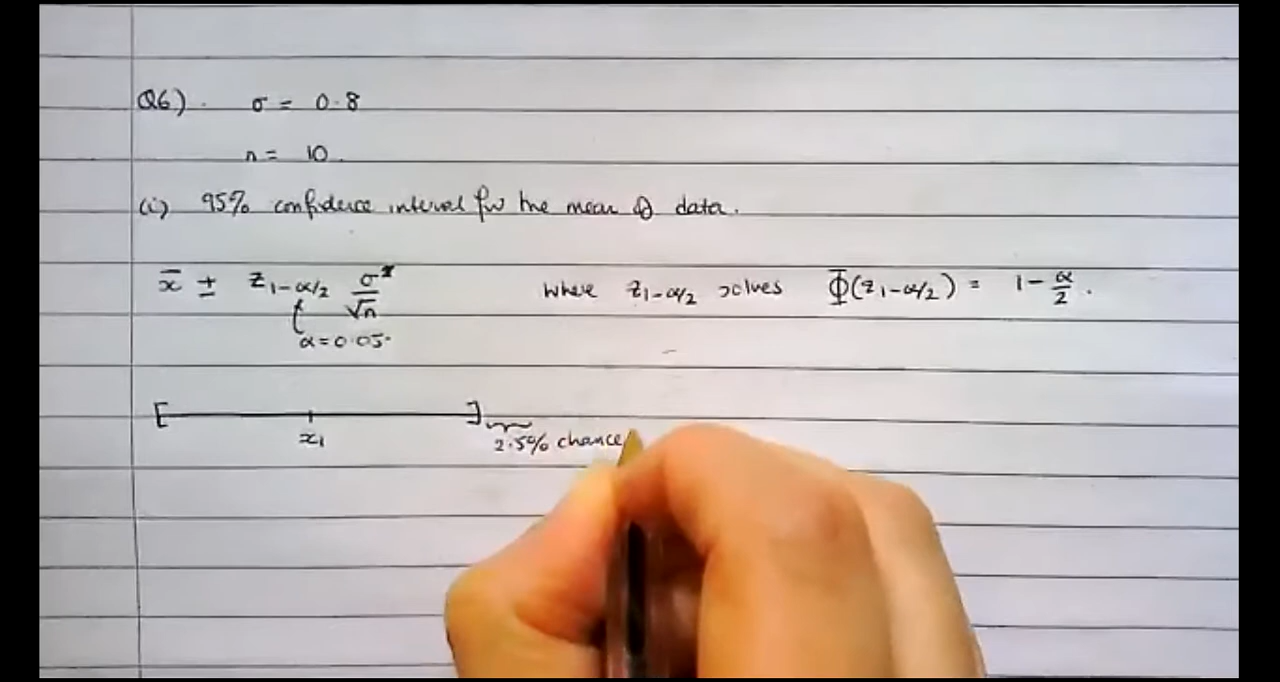 Q6). σ = 0.8
n = 10.
(i) 95% confidence interval for the mean of data.
x̄ ± z₁₋α/₂ σ/√n where z₁₋α/₂ solves Φ(z₁₋α/₂) = 1 - α/2.
α = 0.05
[ x₁ ] 2.5% chance